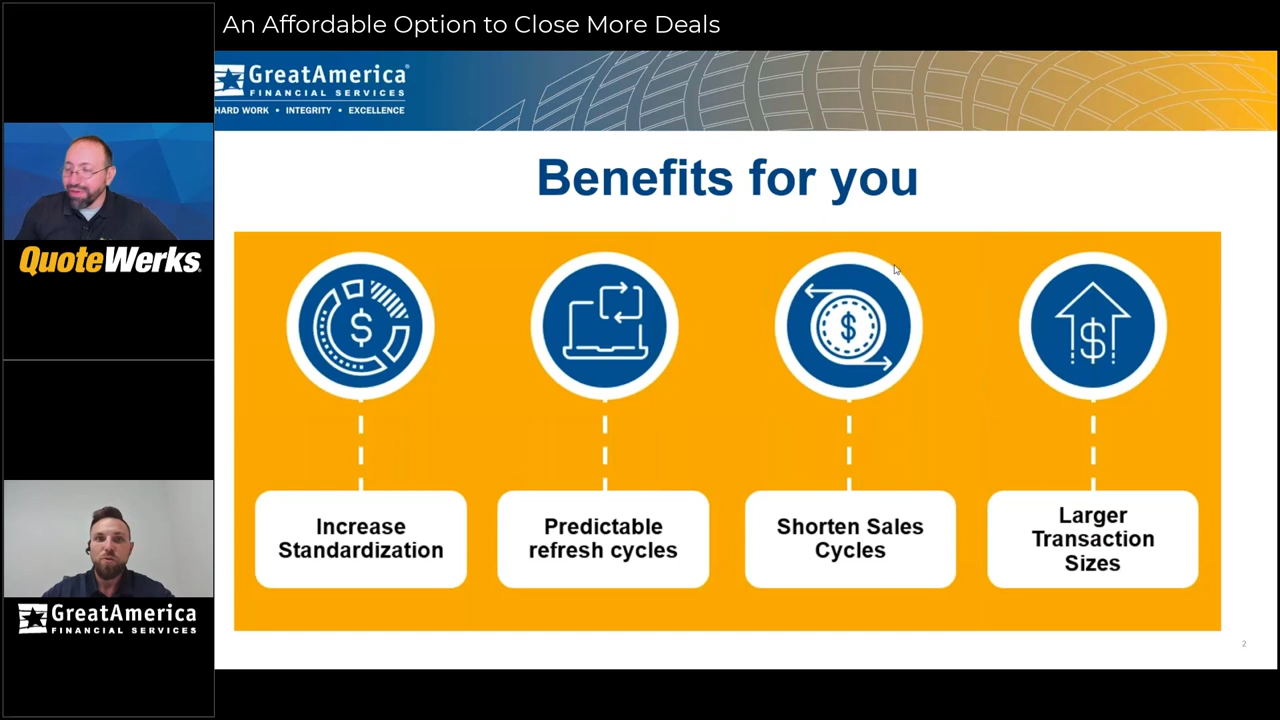 An Affordable Option to Close More Deals
GreatAmerica®
FINANCIAL SERVICES
HARD WORK • INTEGRITY • EXCELLENCE
Benefits for you
QuoteWerks.
$
$
$
Increase
Standardization
Predictable
refresh cycles
Shorten Sales
Cycles
Larger
Transaction
Sizes
GreatAmerica
FINANCIAL SERVICES
2